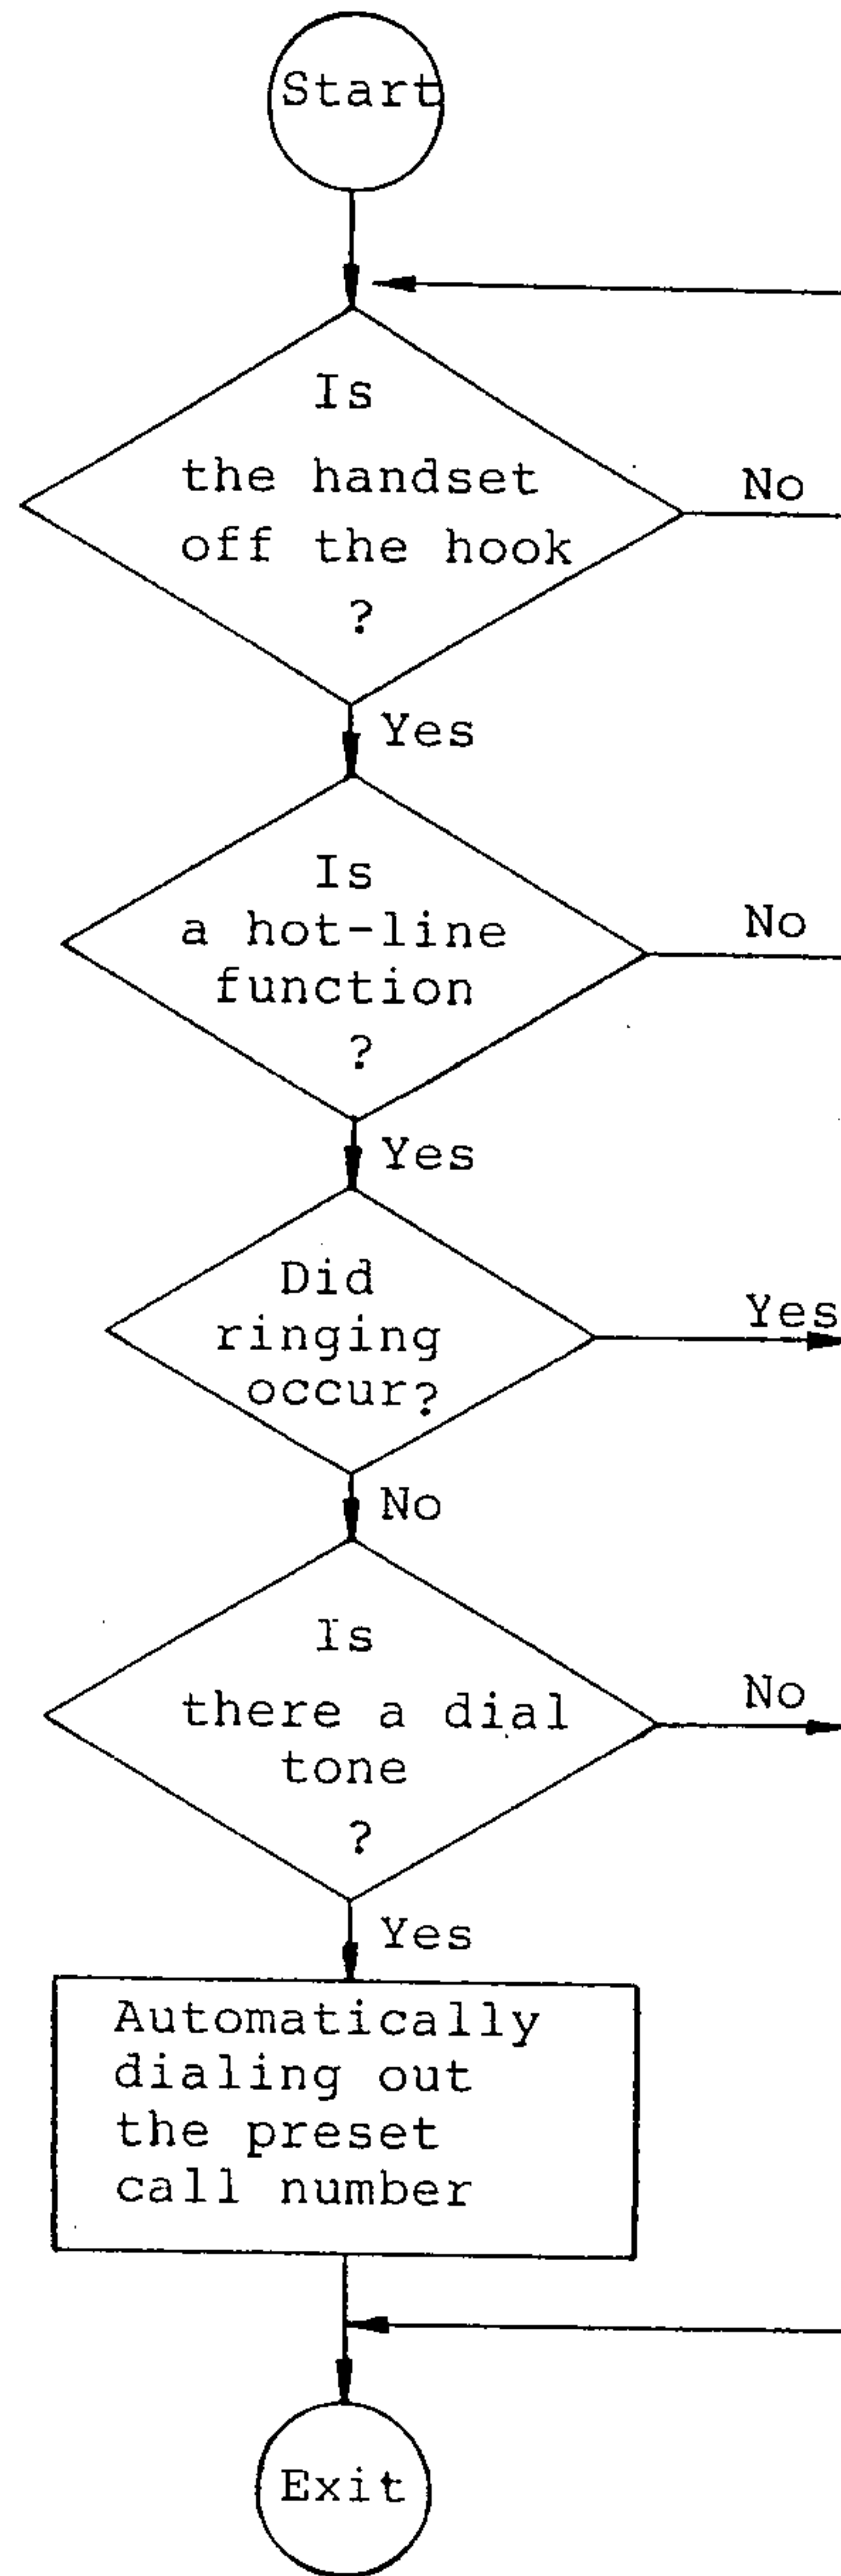 Start
Is
the handset
off the hook
?
No
Yes
Is
a hot-line
function
?
No
Yes
Did
ringing
occur?
Yes
No
Is
there a dial
tone
?
No
Yes
Automatically
dialing out
the preset
call number
Exit